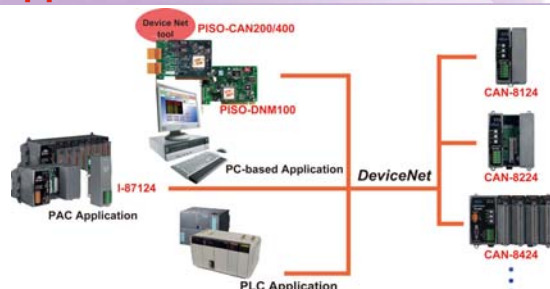 Device Net
tool
PISO-CAN200/400
PISO-DNM100
PC-based Application
I-87124
PAC Application
PLC Application
DeviceNet
CAN-8124
CAN-8224
CAN-8424